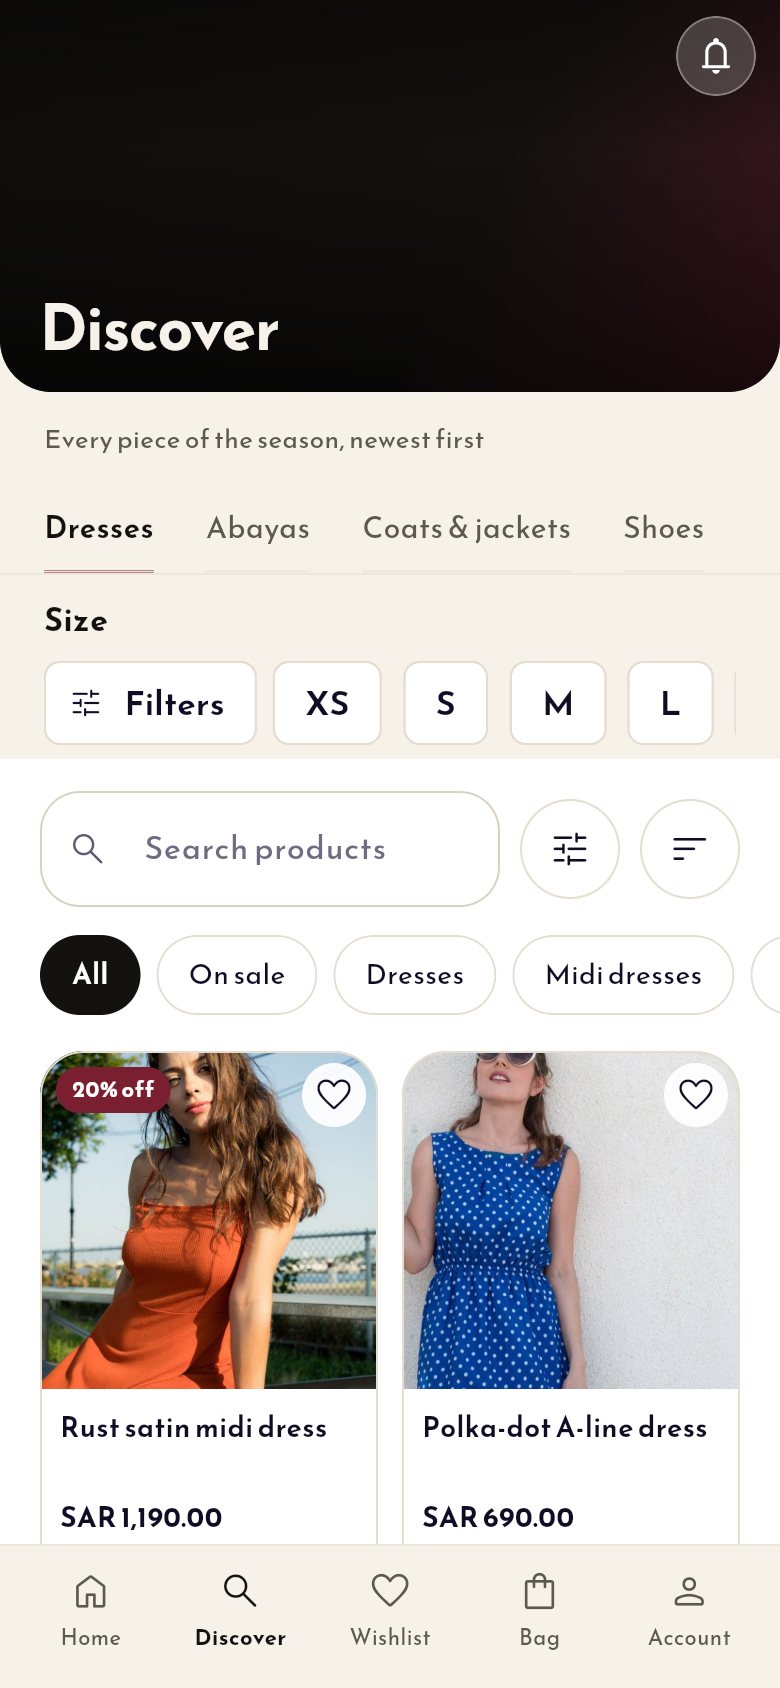 Discover
Every piece of the season, newest first
Dresses Abayas Coats & jackets Shoes
Size
Filters XS S M L
Search products
All On sale Dresses Midi dresses
20% off
Rust satin midi dress Polka-dot A-line dress
SAR 1,190.00 SAR 690.00
Home Discover Wishlist Bag Account